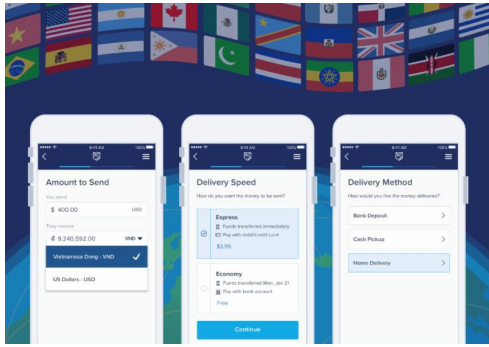 9:41 AM
100%
Amount to Send
You send
$ 400.00 USD
They receive
đ 9,240,592.00 VND
Vietnamese Dong - VND
US Dollars - USD
9:41 AM
100%
Delivery Speed
How do you want the money to be sent?
Express
Funds transferred immediately
Pay with debit/credit card
$3.99
Economy
Funds transferred Mon, Jan 21
Pay with bank account
Free
Continue
9:41 AM
100%
Delivery Method
How would you like the money delivered?
Bank Deposit
Cash Pickup
Home Delivery